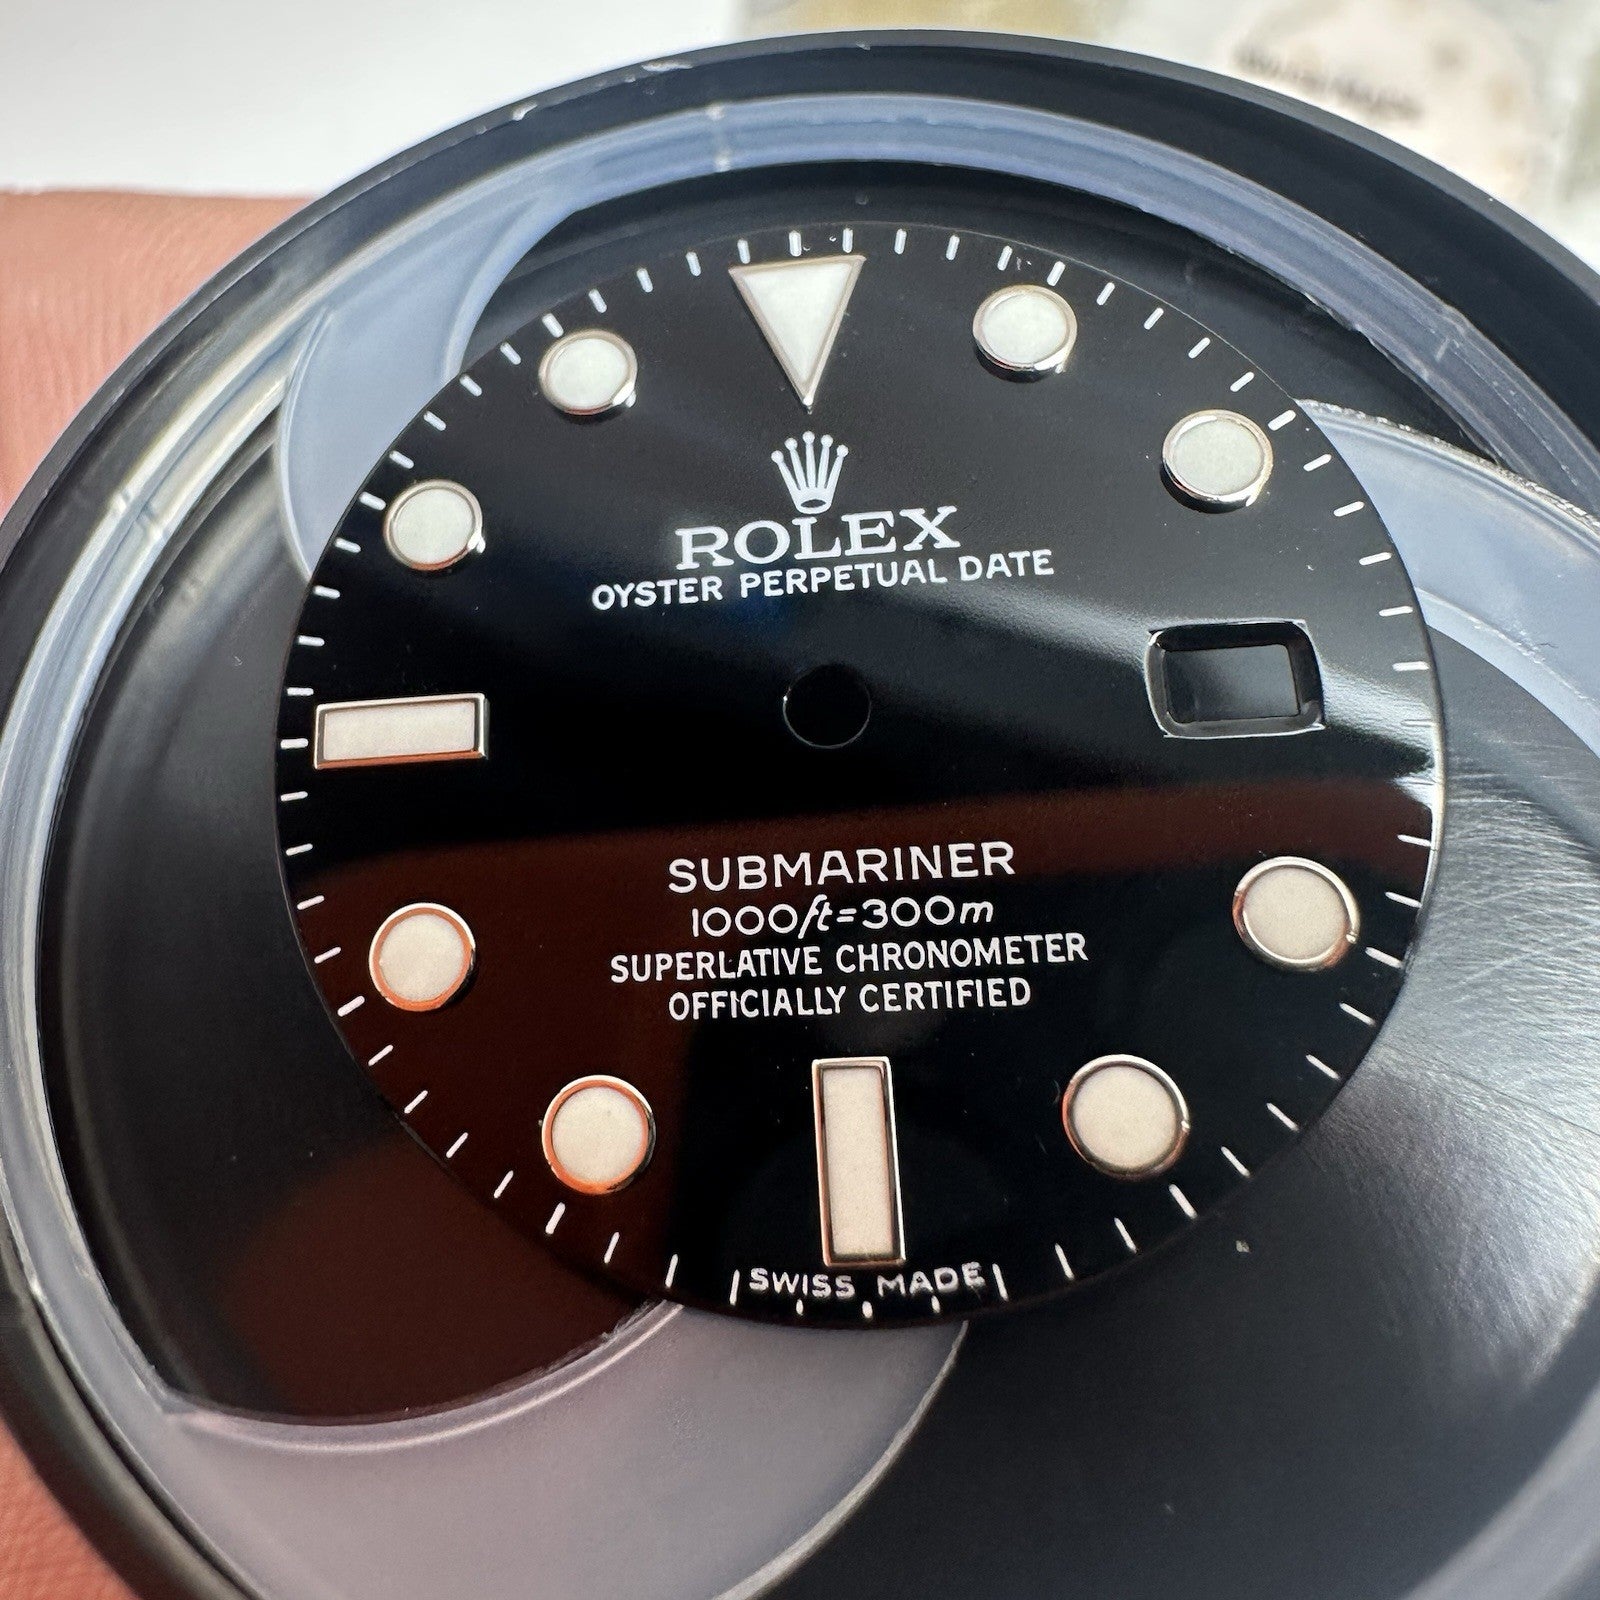 ROLEX
OYSTER PERPETUAL DATE
SUBMARINER
1000ft=300m
SUPERLATIVE CHRONOMETER
OFFICIALLY CERTIFIED
SWISS MADE